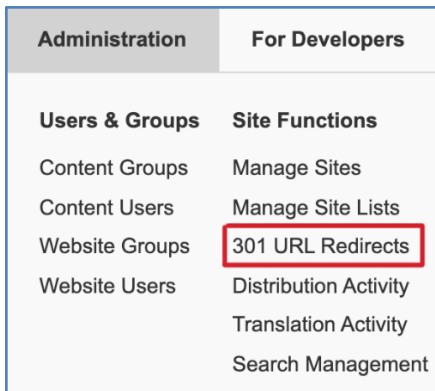 Administration
For Developers
Users & Groups
Content Groups
Content Users
Website Groups
Website Users
Site Functions
Manage Sites
Manage Site Lists
301 URL Redirects
Distribution Activity
Translation Activity
Search Management